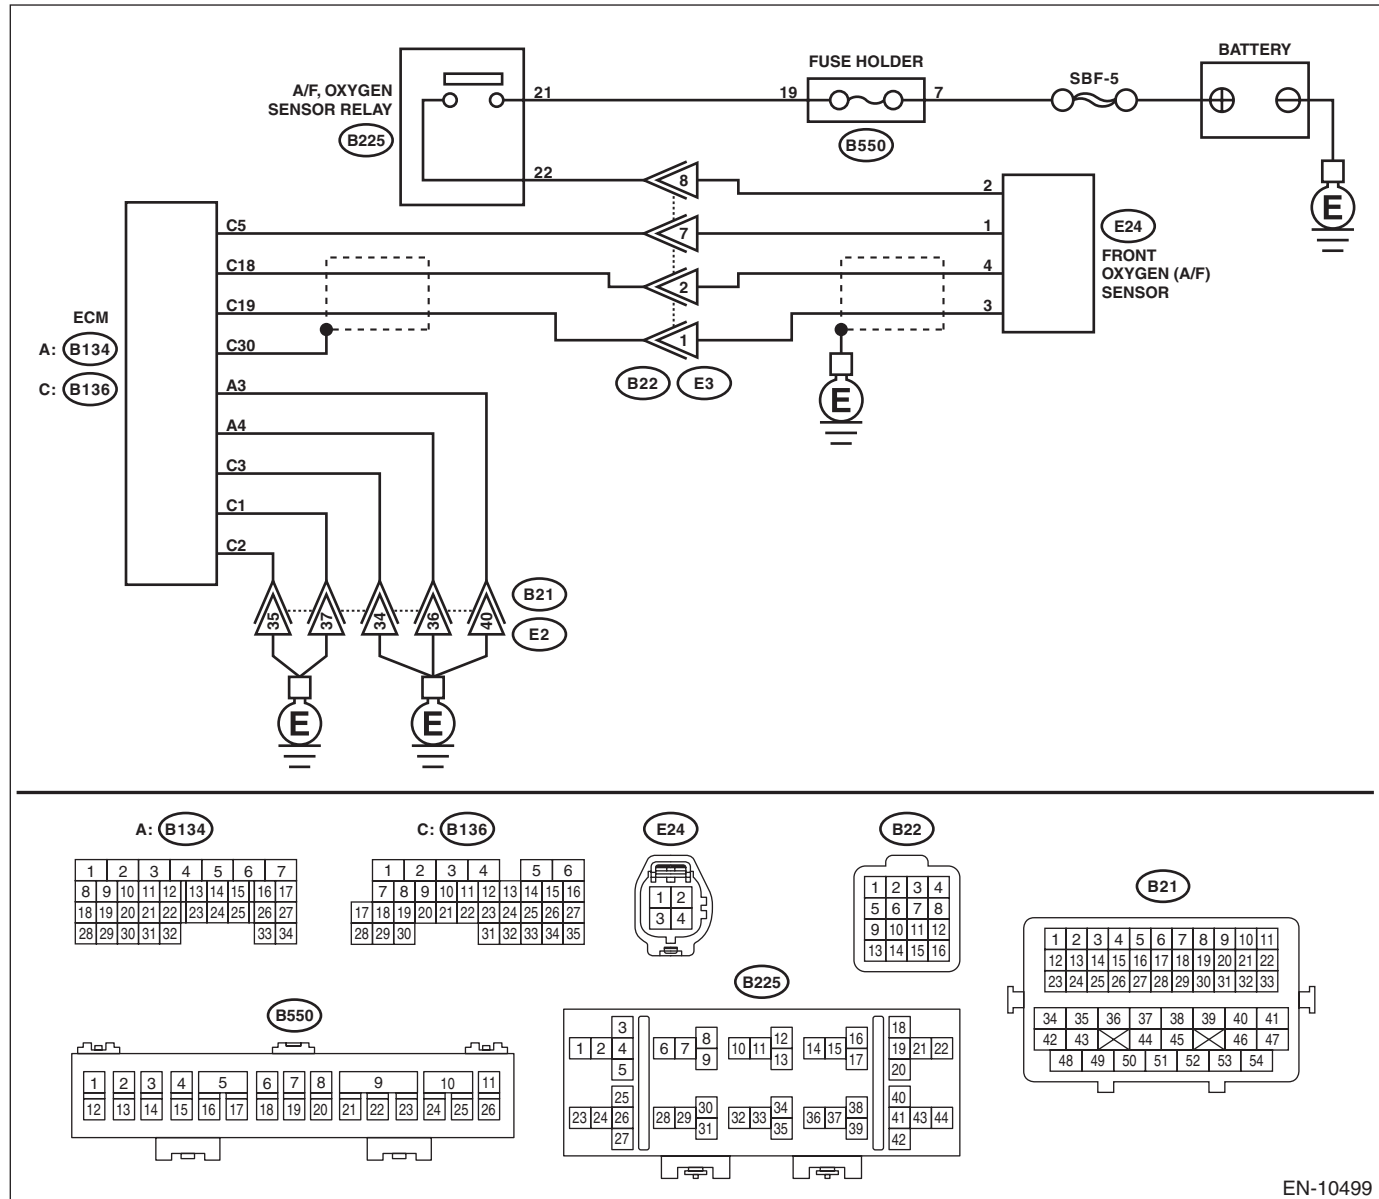 BATTERY
FUSE HOLDER
SBF-5
A/F, OXYGEN
SENSOR RELAY
B225
21
19
7
B550
22
8
2
E
C5
7
1
E24
FRONT
OXYGEN (A/F)
SENSOR
C18
2
4
C19
1
3
ECM
A: B134
C: B136
C30
B22 E3
E
A3
A4
C3
C1
C2
35 37 34 36 40
B21
E2
E E
A: B134
1 2 3 4 5 6 7
8 9 10 11 12 13 14 15 16 17
18 19 20 21 22 23 24 25 26 27
28 29 30 31 32 33 34
C: B136
1 2 3 4 5 6
7 8 9 10 11 12 13 14 15 16
17 18 19 20 21 22 23 24 25 26 27
28 29 30 31 32 33 34 35
E24
1 2
3 4
B22
1 2 3 4
5 6 7 8
9 10 11 12
13 14 15 16
B21
1 2 3 4 5 6 7 8 9 10 11
12 13 14 15 16 17 18 19 20 21 22
23 24 25 26 27 28 29 30 31 32 33
34 35 36 37 38 39 40 41
42 43 44 45 46 47
48 49 50 51 52 53 54
B550
1 2 3 4 5 6 7 8 9 10 11
12 13 14 15 16 17 18 19 20 21 22 23 24 25 26
B225
3 8 12 16 18
1 2 4 6 7 10 11 14 15 19 21 22
5 9 13 17 20
25 30 34 38 40
23 24 26 28 29 32 33 36 37 41 43 44
27 31 35 39 42
EN-10499